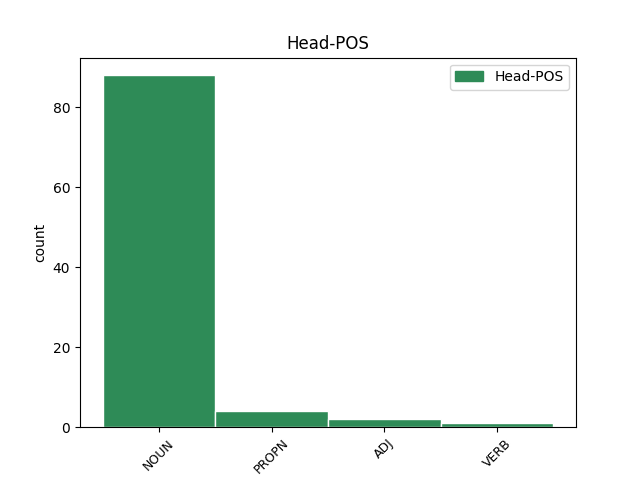 Head-POS
Head-POS
count
80
60
40
20
0
NOUN
PROPN
ADJ
VERB